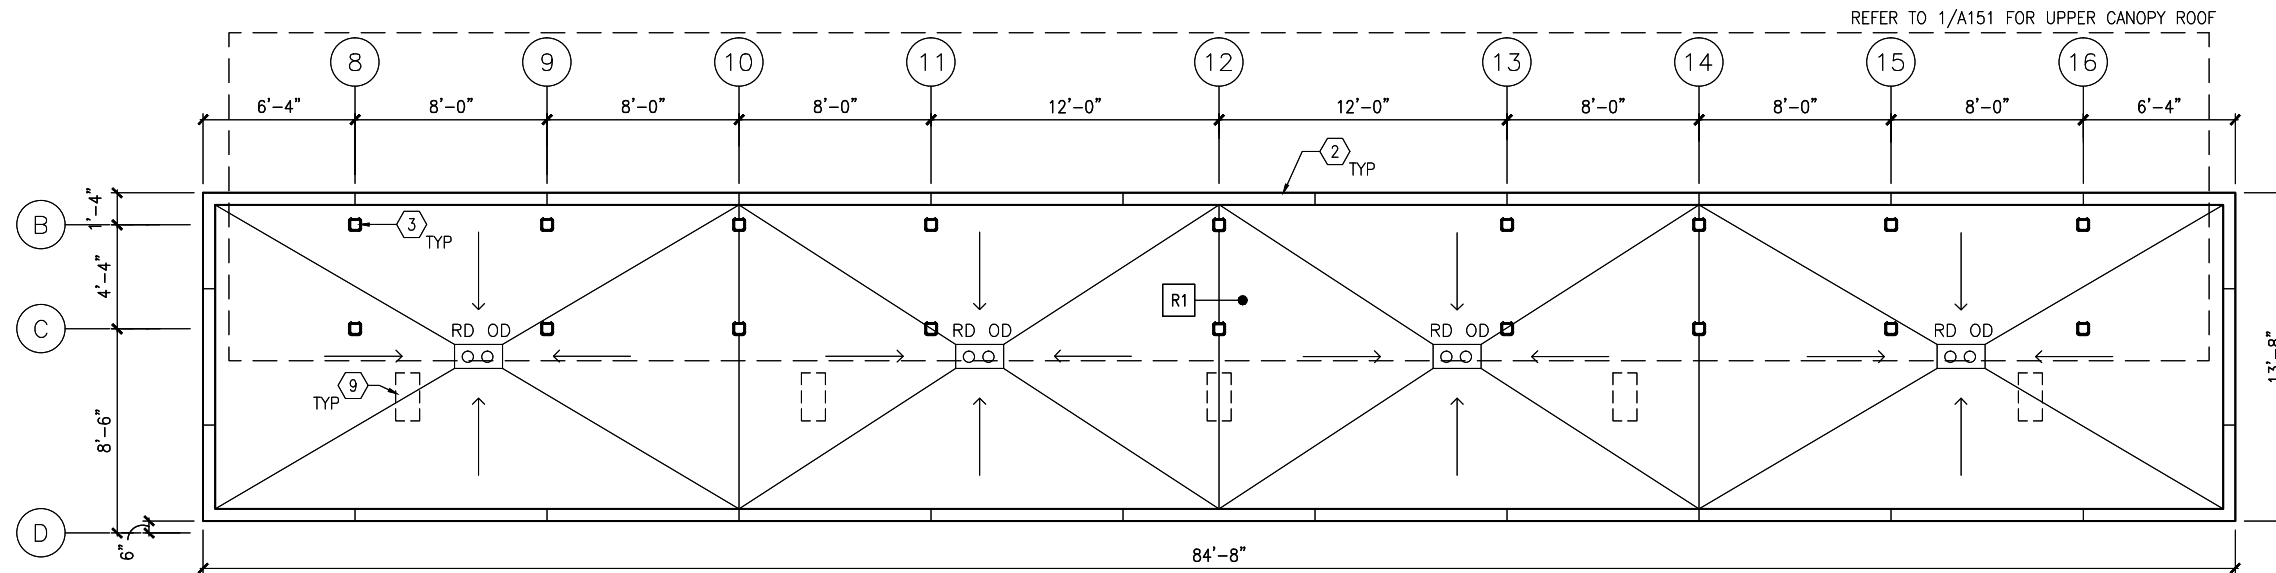 REFER TO 1/A151 FOR UPPER CANOPY ROOF
8 9 10 11 12 13 14 15 16
6'-4" 8'-0" 8'-0" 8'-0" 12'-0" 12'-0" 8'-0" 8'-0" 8'-0" 6'-4"
2
TYP
1'-4"
B
3
TYP
4'-4"
R1
C
RD OD RD OD RD OD RD OD
13'-8"
9
TYP
8'-6"
D
6"
84'-8"